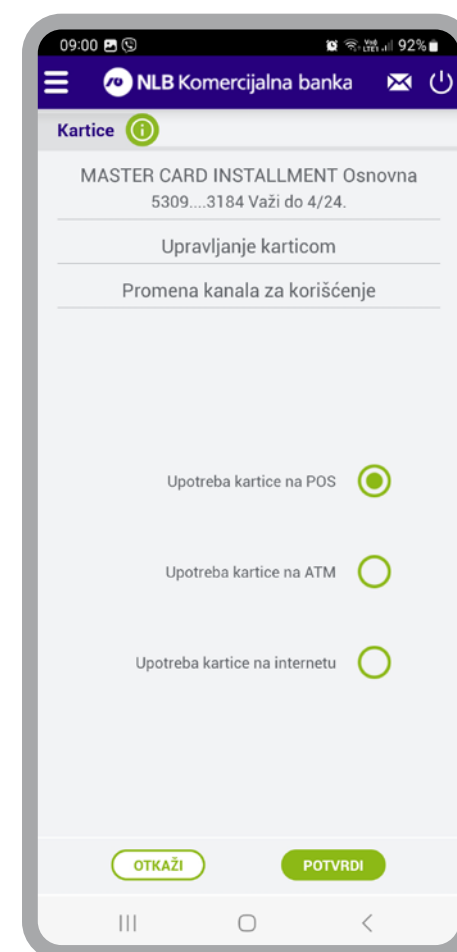 09:00 92%
NLB Komercijalna banka
Kartice
MASTER CARD INSTALLMENT Osnovna
5309....3184 Važi do 4/24.
Upravljanje karticom
Promena kanala za korišćenje
Upotreba kartice na POS
Upotreba kartice na ATM
Upotreba kartice na internetu
OTKAŽI POTVRDI